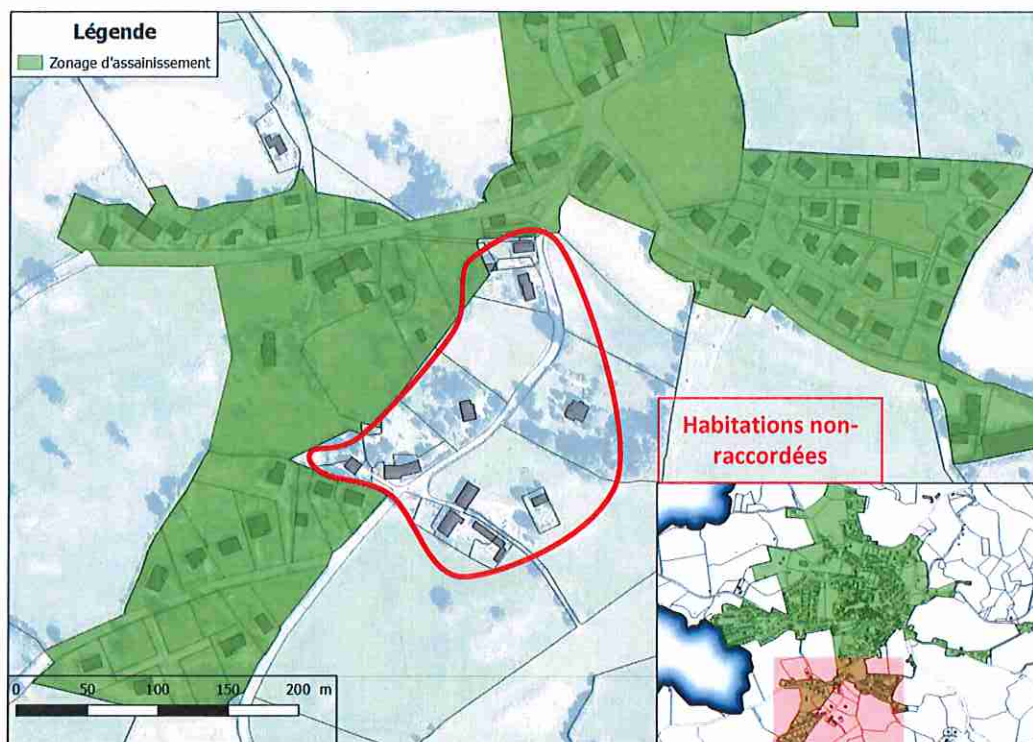 Légende
Zonage d'assainissement
Habitations non-
raccordées
0 50 100 150 200 m